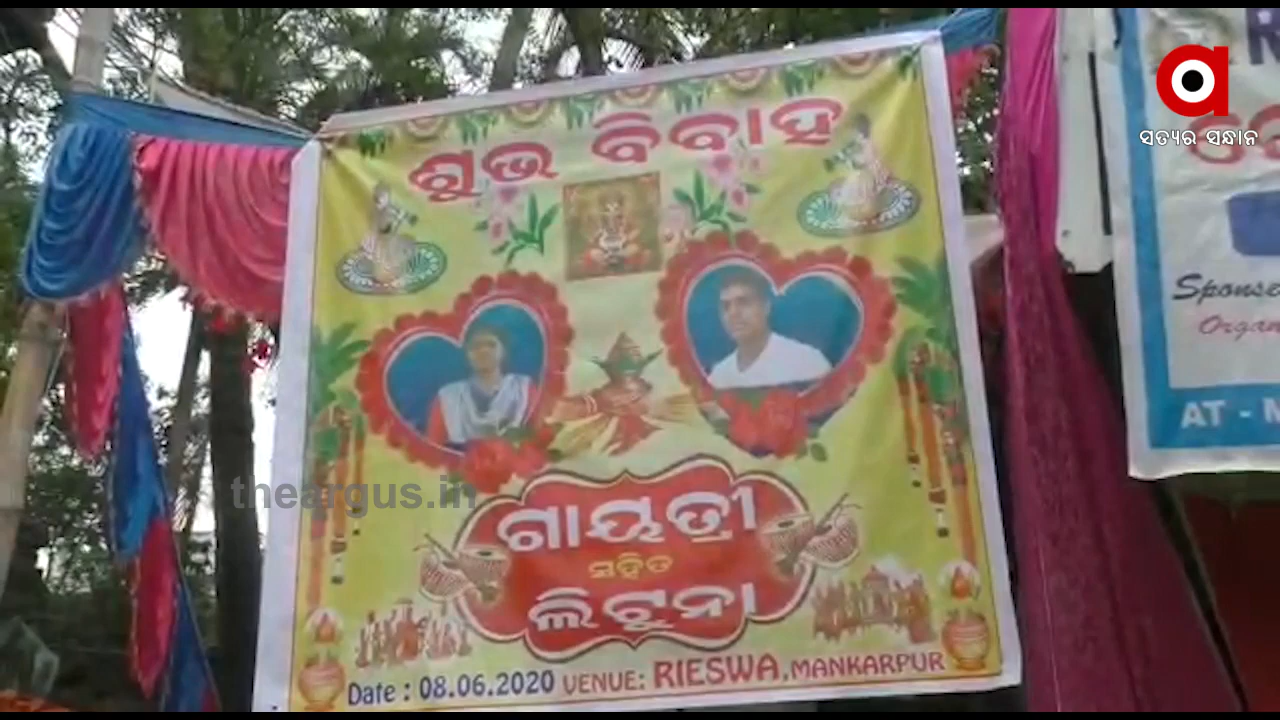 ସତ୍ୟର ସନ୍ଧାନ
ଶୁଭ ବିବାହ
theargus.in
ଗାୟତ୍ରୀ
ସହିତ
ଲିଟୁନା
Date : 08.06.2020 VENUE: RIESWA, MANKARPUR
R
Sponse
Organ
AT - M